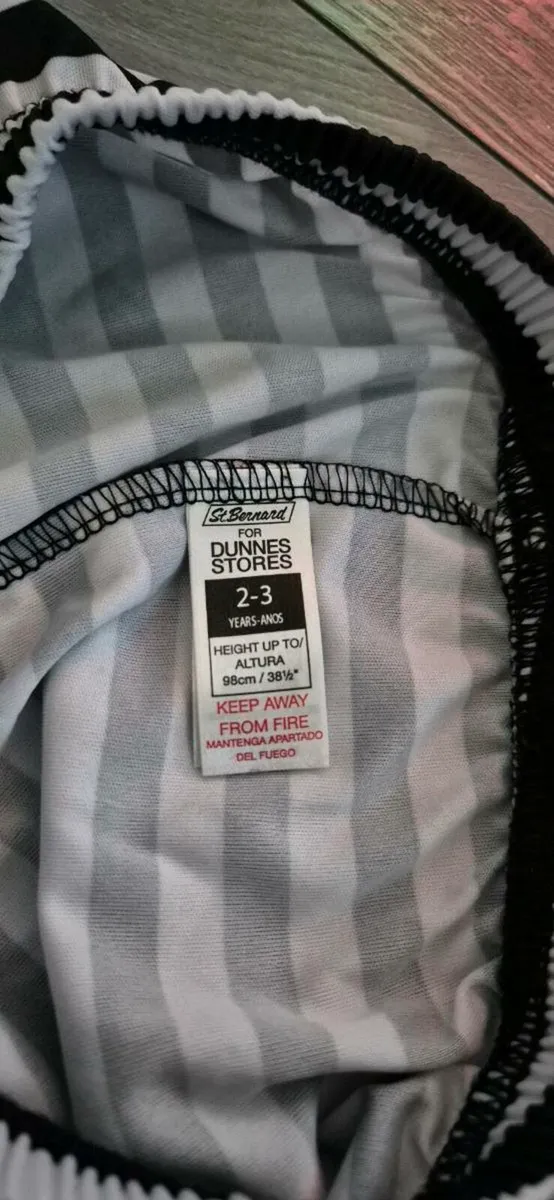 St. Bernard
FOR
DUNNES
STORES
2-3
YEARS-ANOS
HEIGHT UP TO/
ALTURA
98cm / 38½"
KEEP AWAY
FROM FIRE
MANTENGA APARTADO
DEL FUEGO